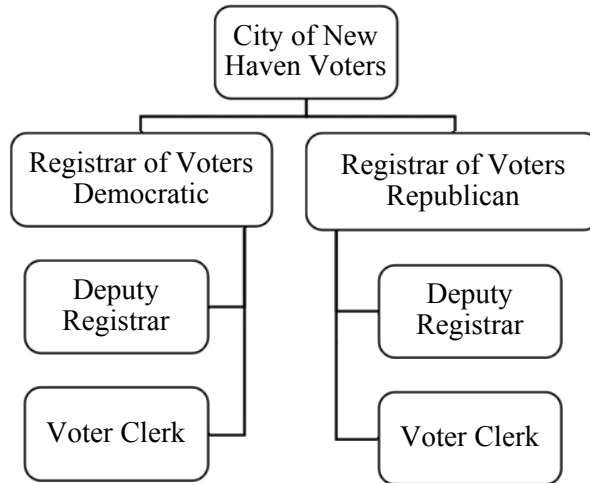 City of New
Haven Voters
Registrar of Voters
Democratic
Registrar of Voters
Republican
Deputy
Registrar
Deputy
Registrar
Voter Clerk
Voter Clerk